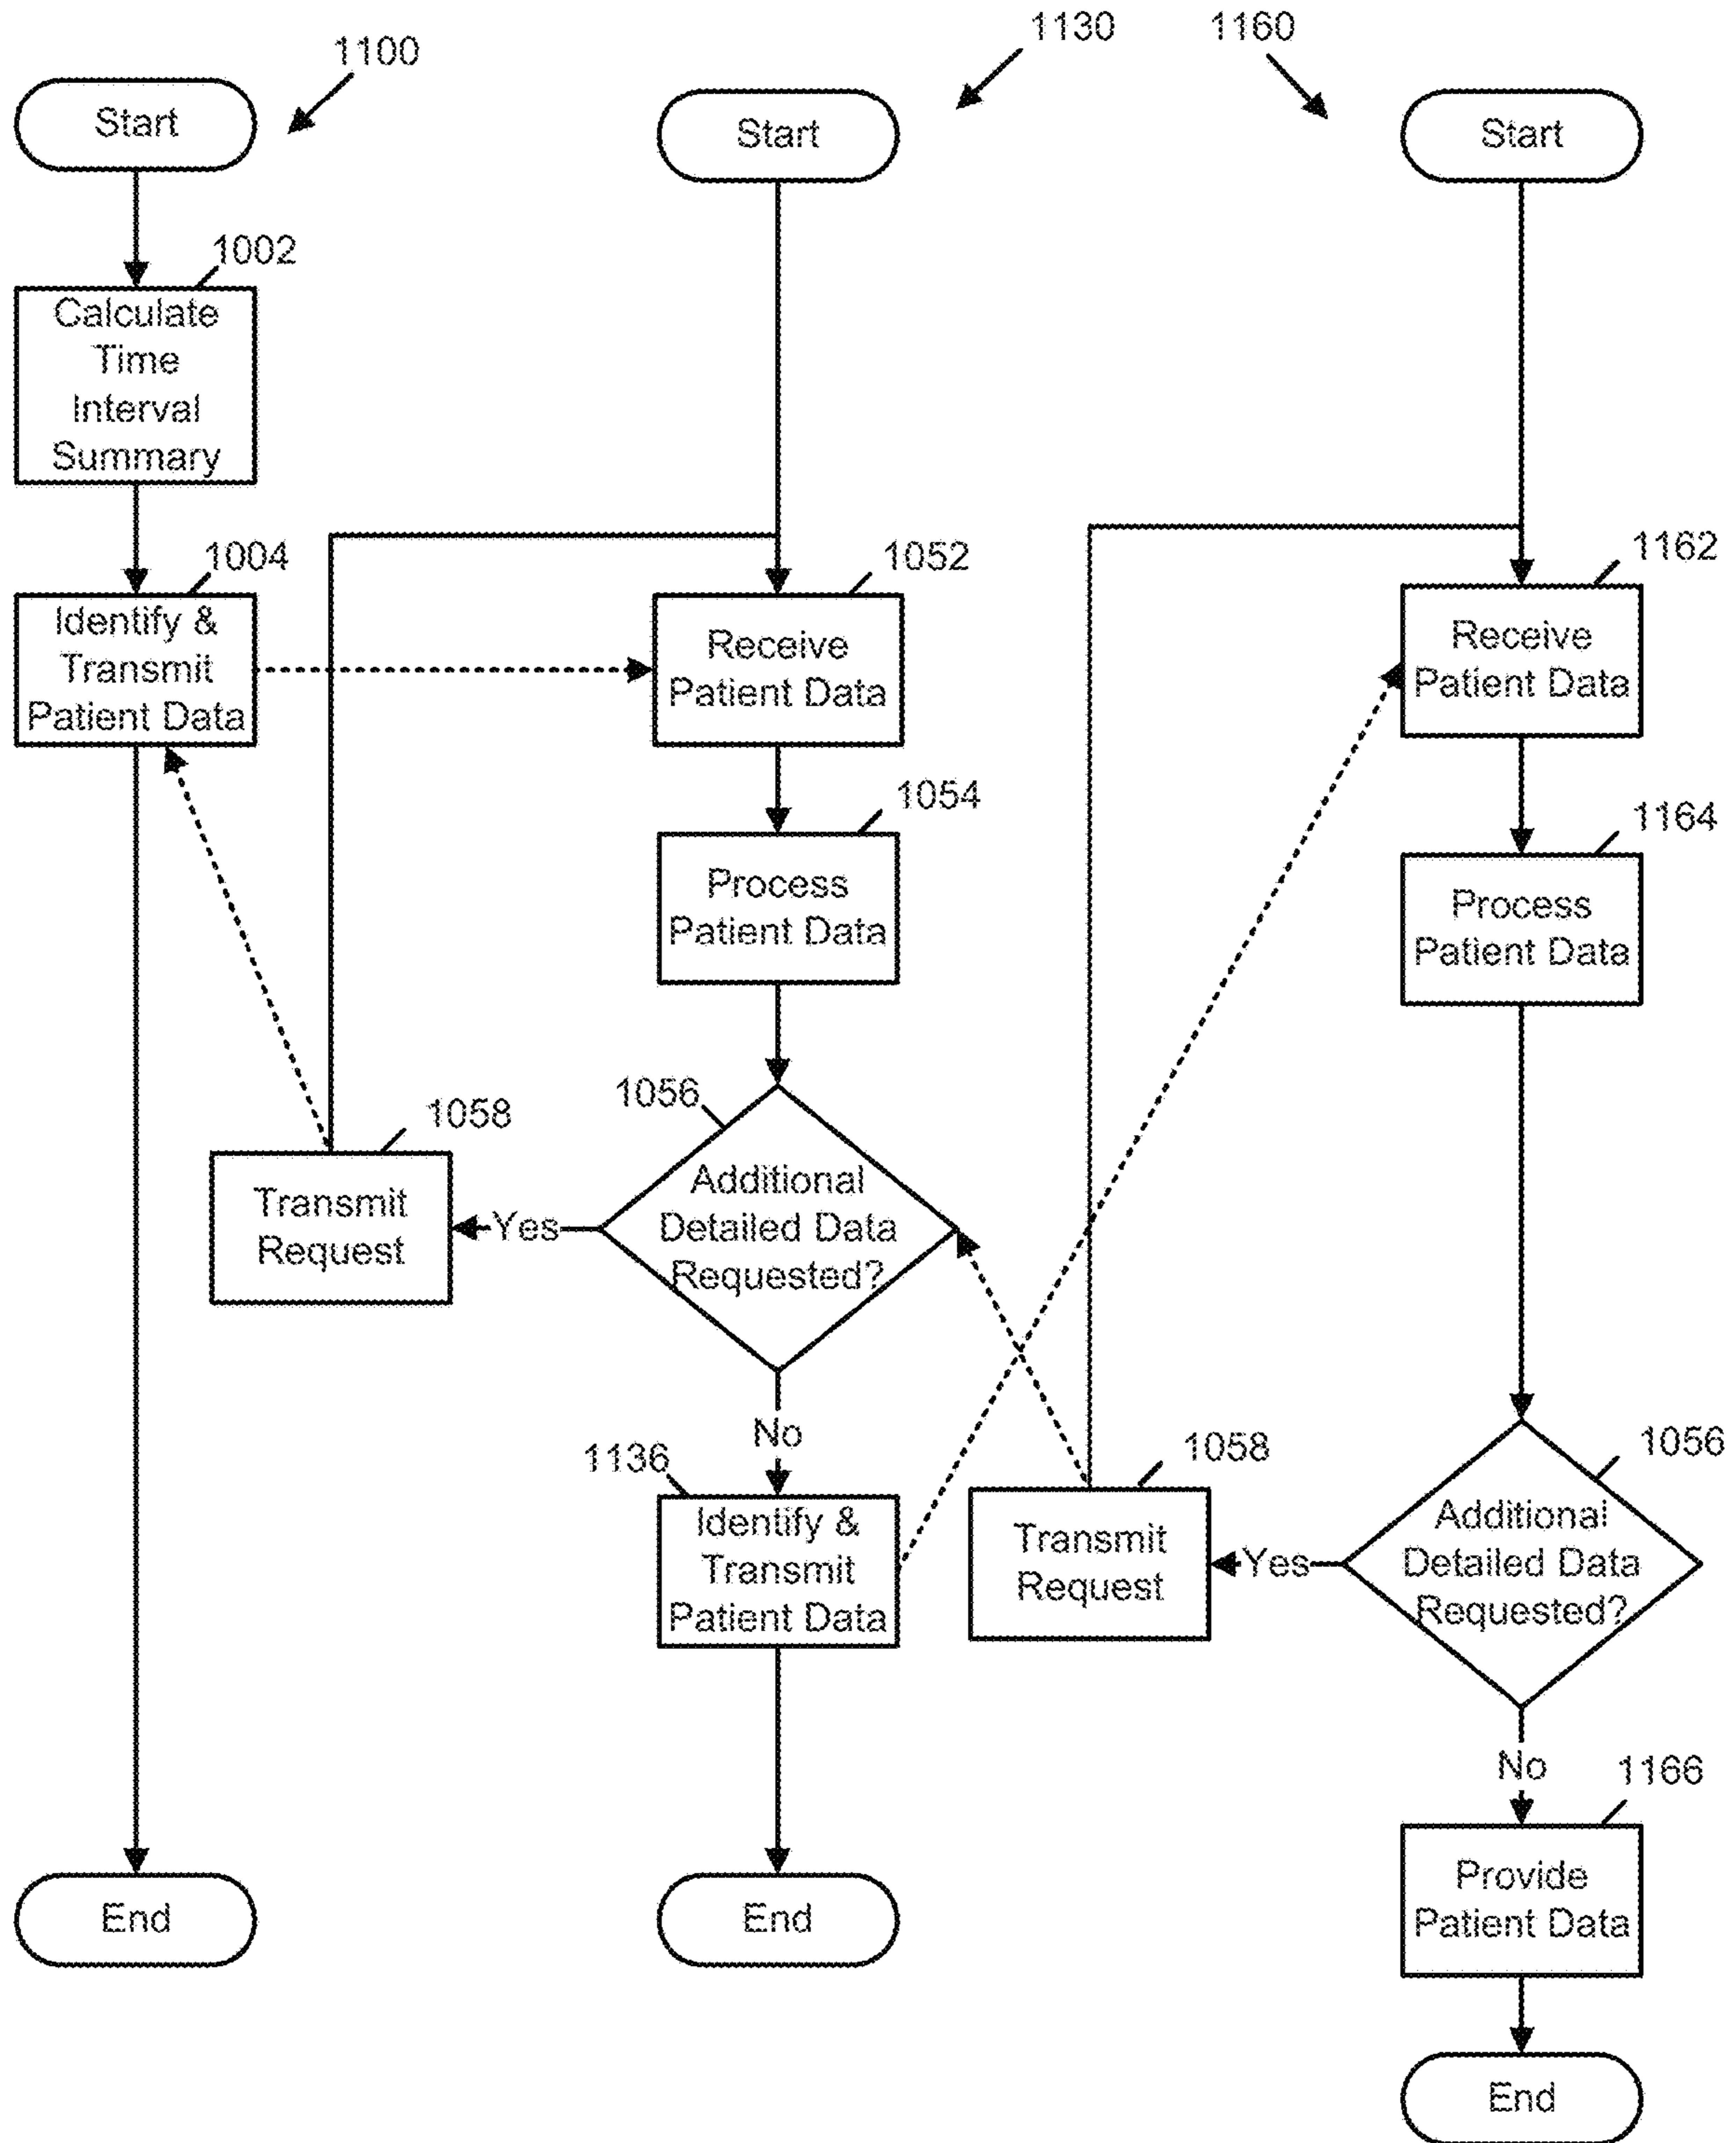 1100
1130
1160
Start
Start
Start
1002
Calculate
Time
Interval
Summary
1004
Identify &
Transmit
Patient Data
1052
Receive
Patient Data
1162
Receive
Patient Data
1054
Process
Patient Data
1164
Process
Patient Data
1056
Additional
Detailed Data
Requested?
Yes
1058
Transmit
Request
No
1136
Identify &
Transmit
Patient Data
1056
Additional
Detailed Data
Requested?
Yes
1058
Transmit
Request
No
1166
Provide
Patient Data
End
End
End